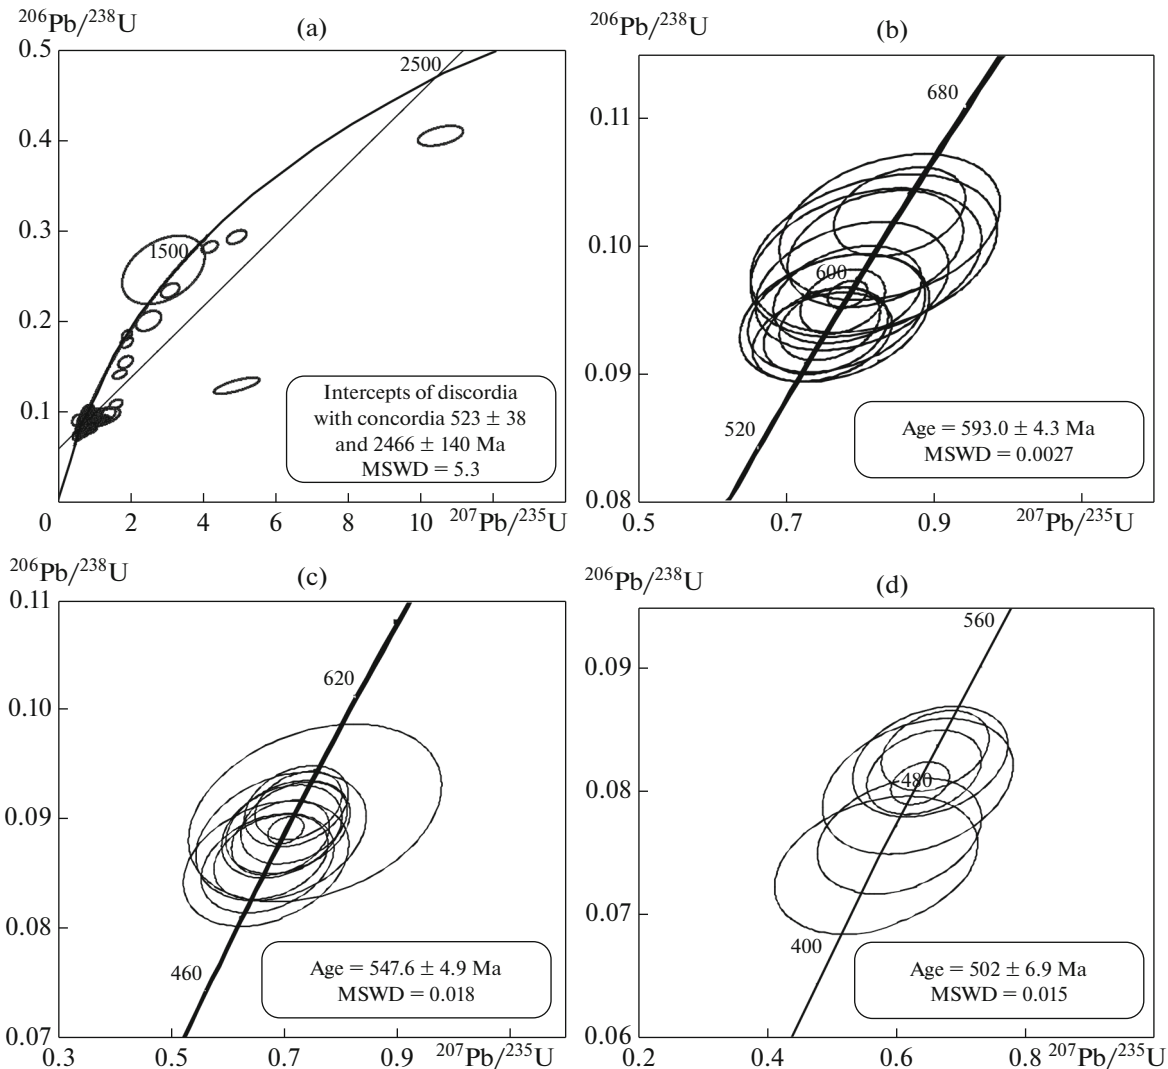 ²⁰⁶Pb/²³⁸U
(a)
0.5
0.4
0.3
0.2
0.1
2500
1500
Intercepts of discordia
with concordia 523 ± 38
and 2466 ± 140 Ma
MSWD = 5.3
0 2 4 6 8 10 ²⁰⁷Pb/²³⁵U
²⁰⁶Pb/²³⁸U
(b)
0.11
0.10
0.09
0.08
680
600
520
Age = 593.0 ± 4.3 Ma
MSWD = 0.0027
0.5 0.7 0.9 ²⁰⁷Pb/²³⁵U
²⁰⁶Pb/²³⁸U
(c)
0.11
0.10
0.09
0.08
0.07
620
460
Age = 547.6 ± 4.9 Ma
MSWD = 0.018
0.3 0.5 0.7 0.9 ²⁰⁷Pb/²³⁵U
²⁰⁶Pb/²³⁸U
(d)
0.09
0.08
0.07
0.06
560
480
400
Age = 502 ± 6.9 Ma
MSWD = 0.015
0.2 0.4 0.6 0.8 ²⁰⁷Pb/²³⁵U